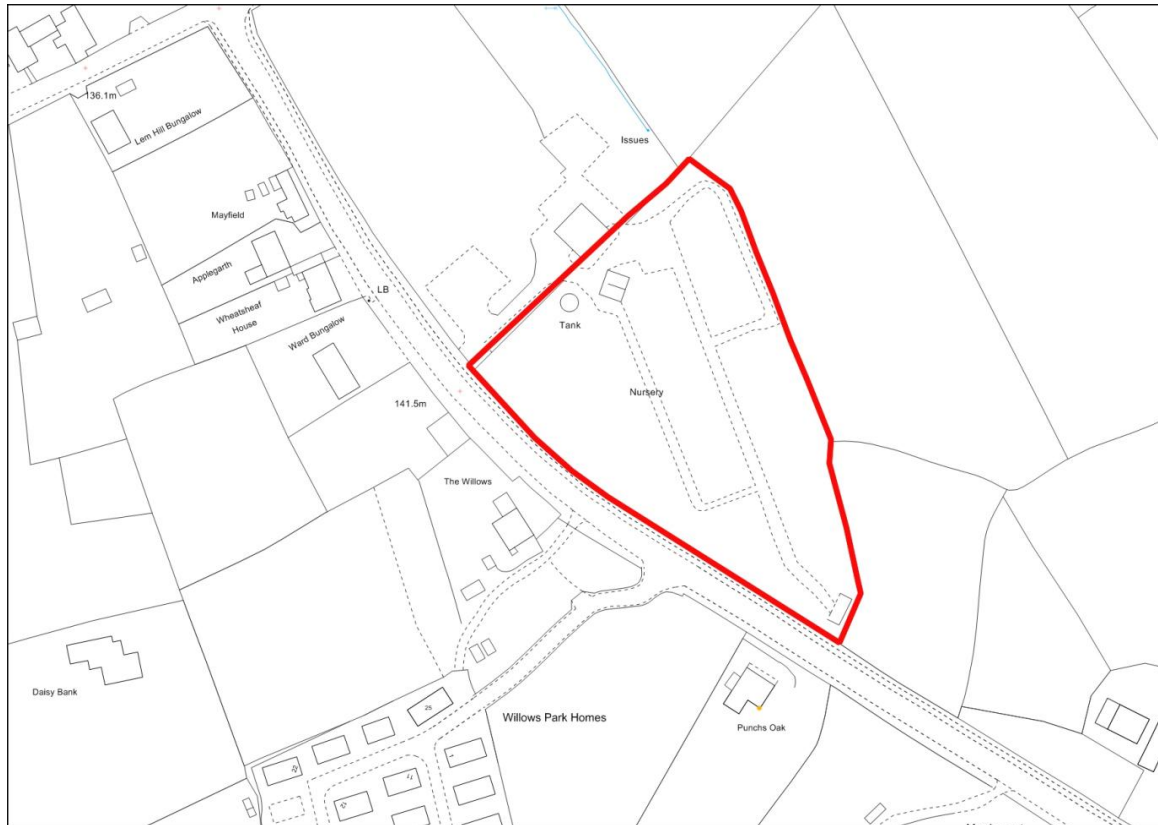 136.1m
Lem Hill Bungalow
Issues
Mayfield
Applegarth
LB
Wheatsheaf
House
Tank
Ward Bungalow
Nursery
141.5m
The Willows
Daisy Bank
25
Willows Park Homes
Punchs Oak